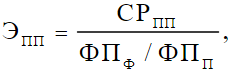 Э_ПП = СР_ПП / (ФП_Ф / ФП_П),